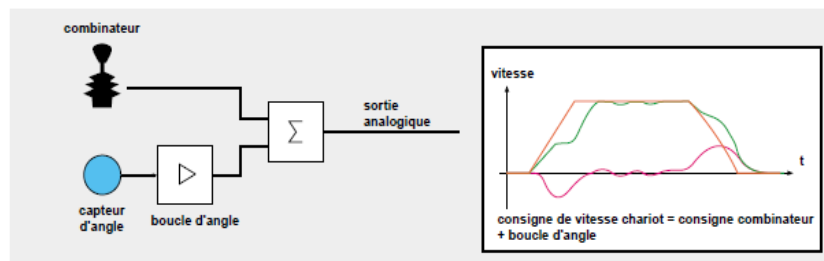 combinateur
sortie
analogique
Σ
capteur
d'angle
boucle d'angle
vitesse
t
consigne de vitesse chariot = consigne combinateur
+ boucle d'angle